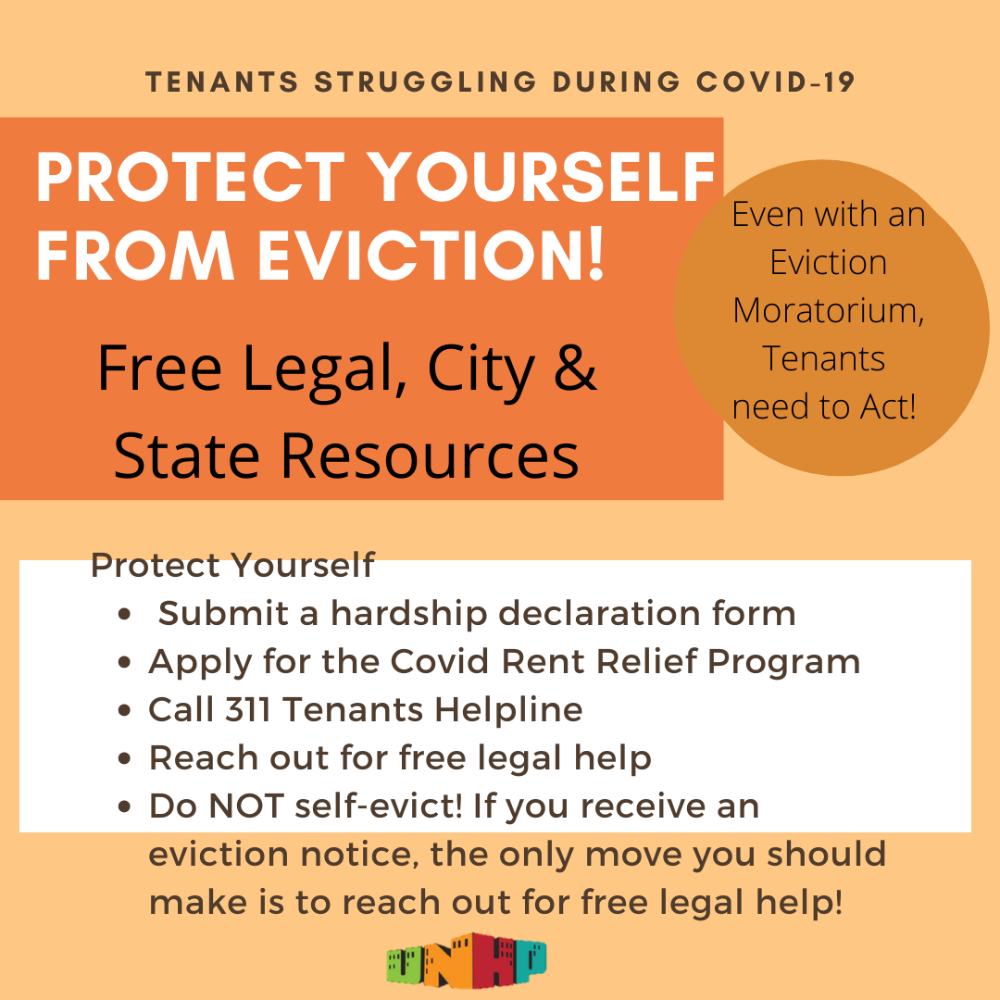 TENANTS STRUGGLING DURING COVID-19
PROTECT YOURSELF
FROM EVICTION!
Free Legal, City &
State Resources
Even with an
Eviction
Moratorium,
Tenants
need to Act!
Protect Yourself
• Submit a hardship declaration form
• Apply for the Covid Rent Relief Program
• Call 311 Tenants Helpline
• Reach out for free legal help
• Do NOT self-evict! If you receive an
eviction notice, the only move you should
make is to reach out for free legal help!
UNHP